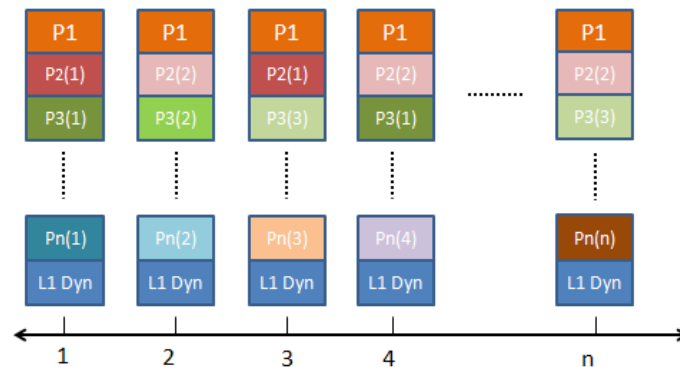 P1 P1 P1 P1 P1
P2(1) P2(2) P2(1) P2(2) P2(2)
P3(1) P3(2) P3(3) P3(1) P3(3)
Pn(1) Pn(2) Pn(3) Pn(4) Pn(n)
L1 Dyn L1 Dyn L1 Dyn L1 Dyn L1 Dyn
1 2 3 4 n